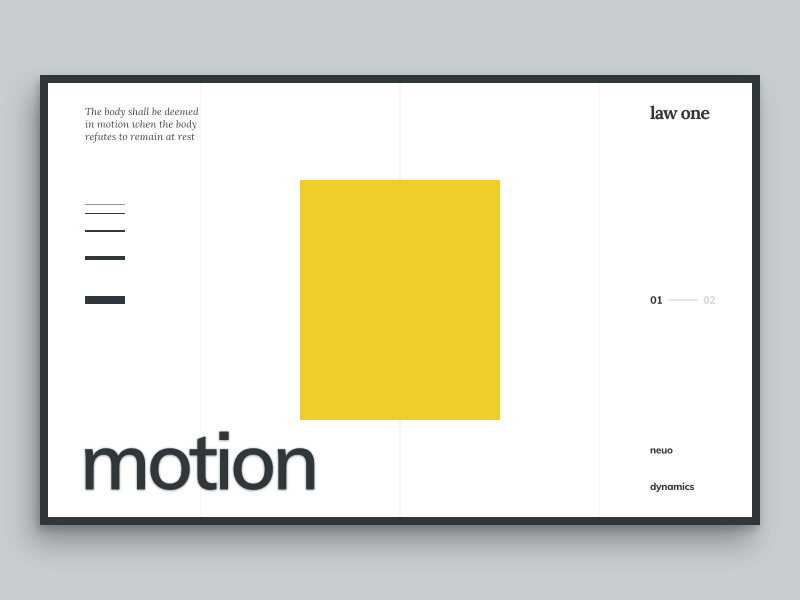 The body shall be deemed
in motion when the body
refutes to remain at rest
law one
01 02
motion
neuo
dynamics